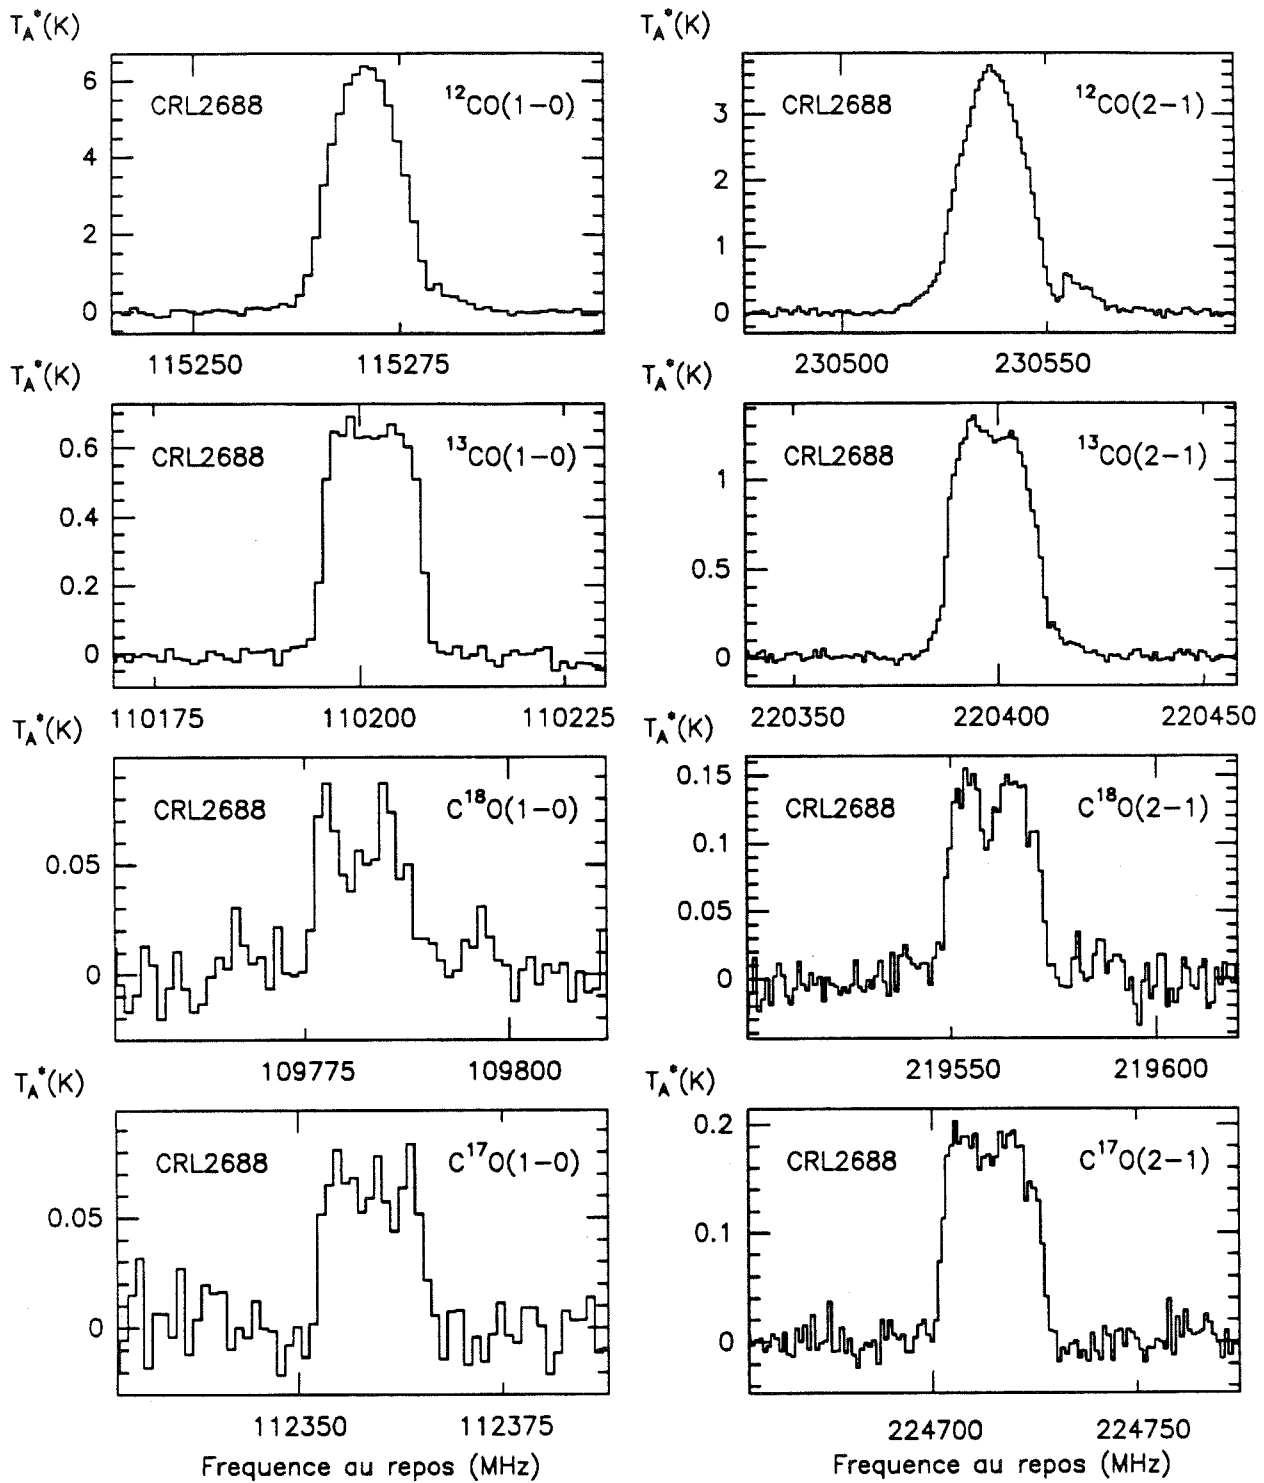 T_A*(K)
T_A*(K)
CRL2688
¹²CO(1−0)
6
4
2
0
115250
115275
CRL2688
¹²CO(2−1)
3
2
1
0
230500
230550
T_A*(K)
T_A*(K)
CRL2688
¹³CO(1−0)
0.6
0.4
0.2
0
110175
110200
110225
CRL2688
¹³CO(2−1)
1
0.5
0
220350
220400
220450
T_A*(K)
T_A*(K)
CRL2688
C¹⁸O(1−0)
0.05
0
109775
109800
CRL2688
C¹⁸O(2−1)
0.15
0.1
0.05
0
219550
219600
T_A*(K)
T_A*(K)
CRL2688
C¹⁷O(1−0)
0.05
0
112350
112375
Frequence au repos (MHz)
CRL2688
C¹⁷O(2−1)
0.2
0.1
0
224700
224750
Frequence au repos (MHz)